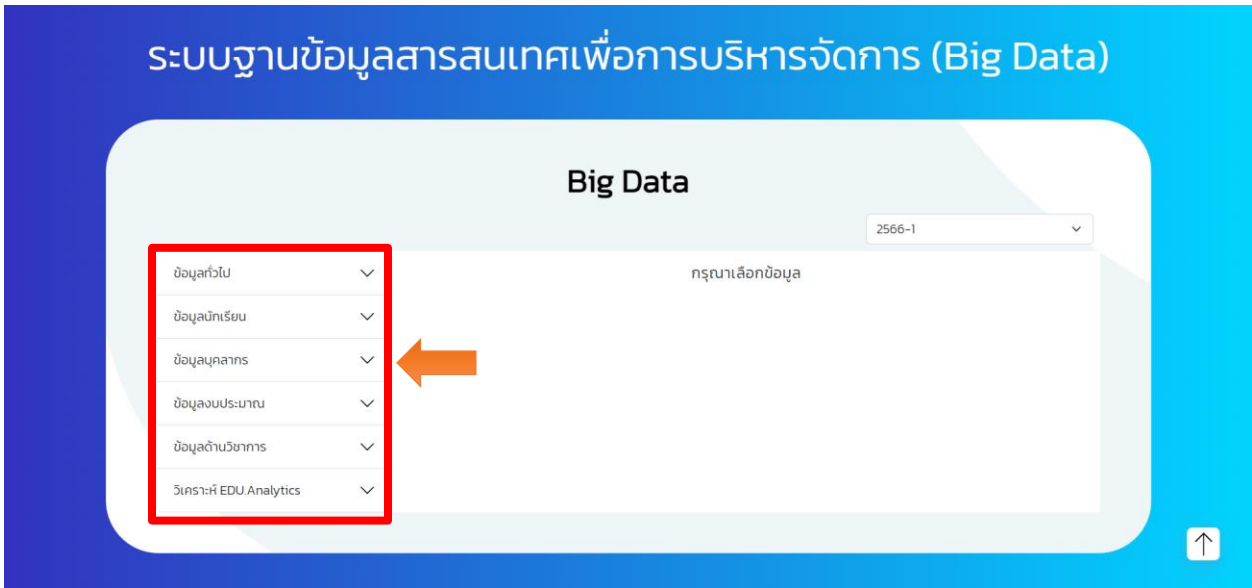 ระบบฐานข้อมูลสารสนเทศเพื่อการบริหารจัดการ (Big Data)
Big Data
2566-1
ข้อมูลทั่วไป
กรุณาเลือกข้อมูล
ข้อมูลนักเรียน
ข้อมูลบุคลากร
ข้อมูลงบประมาณ
ข้อมูลด้านวิชาการ
วิเคราะห์ EDU.Analytics